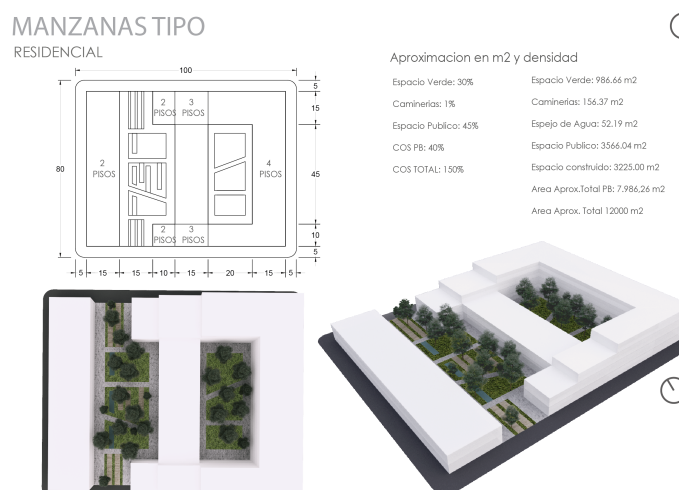 MANZANAS TIPO
RESIDENCIAL
100
5
2
PISOS
3
PISOS
15
80
2
PISOS
4
PISOS
45
2
PISOS
3
PISOS
10
5
5 15 15 10 15 20 15 5
Aproximacion en m2 y densidad
Espacio Verde: 30%
Caminerias: 1%
Espacio Publico: 45%
COS PB: 40%
COS TOTAL: 150%
Espacio Verde: 986.66 m2
Caminerias: 156.37 m2
Espejo de Agua: 52.19 m2
Espacio Publico: 3566.04 m2
Espacio construido: 3225.00 m2
Area Aprox.Total PB: 7.986,26 m2
Area Aprox. Total 12000 m2